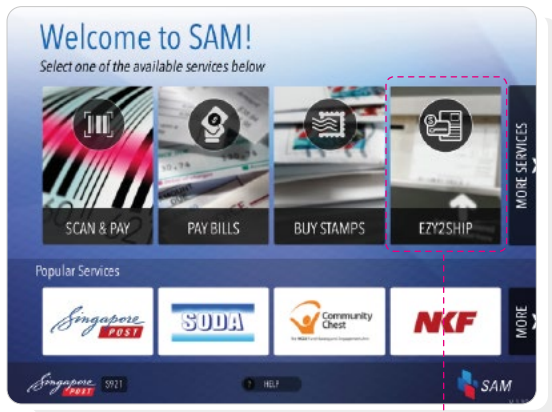 Welcome to SAM!
Select one of the available services below
SCAN & PAY
PAY BILLS
BUY STAMPS
EZY2SHIP
MORE SERVICES
Popular Services
Singapore
POST
SODA
Community
Chest
NKF
MORE
Singapore
POST
S921
? HELP
SAM